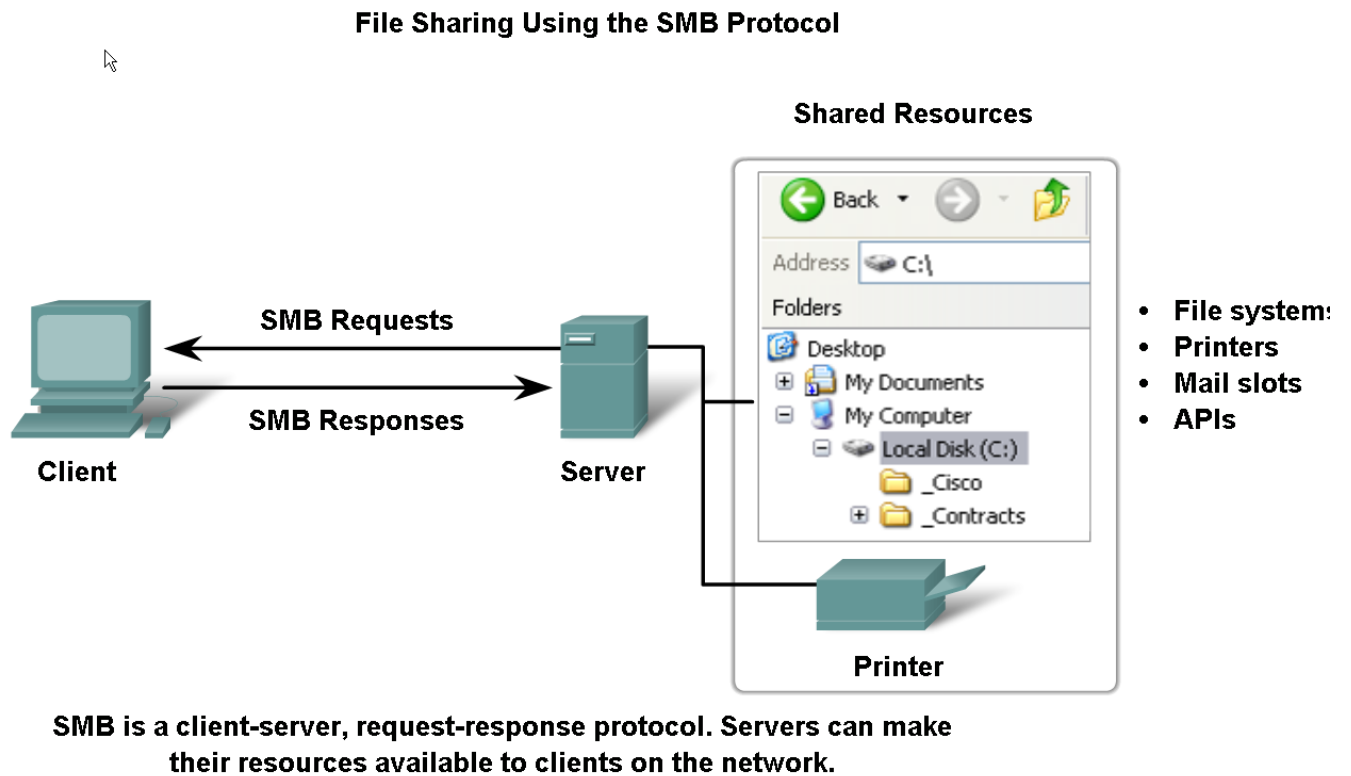 File Sharing Using the SMB Protocol
Shared Resources
Back
Address C:\
Folders
Desktop
My Documents
My Computer
Local Disk (C:)
_Cisco
_Contracts
Printer
• File systems
• Printers
• Mail slots
• APIs
SMB Requests
SMB Responses
Client
Server
SMB is a client-server, request-response protocol. Servers can make
their resources available to clients on the network.